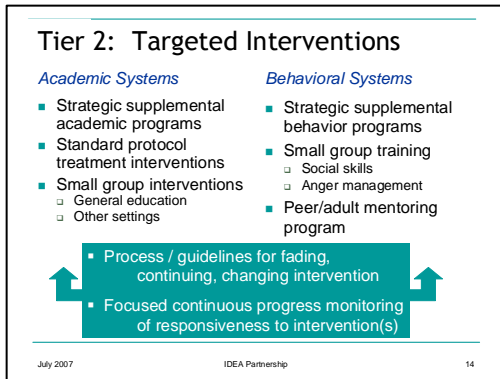 Tier 2: Targeted Interventions
Academic Systems
■ Strategic supplemental
academic programs
■ Standard protocol
treatment interventions
■ Small group interventions
□ General education
□ Other settings
Behavioral Systems
■ Strategic supplemental
behavior programs
■ Small group training
□ Social skills
□ Anger management
■ Peer/adult mentoring
program
▪ Process / guidelines for fading,
continuing, changing intervention
▪ Focused continuous progress monitoring
of responsiveness to intervention(s)
July 2007
IDEA Partnership
14